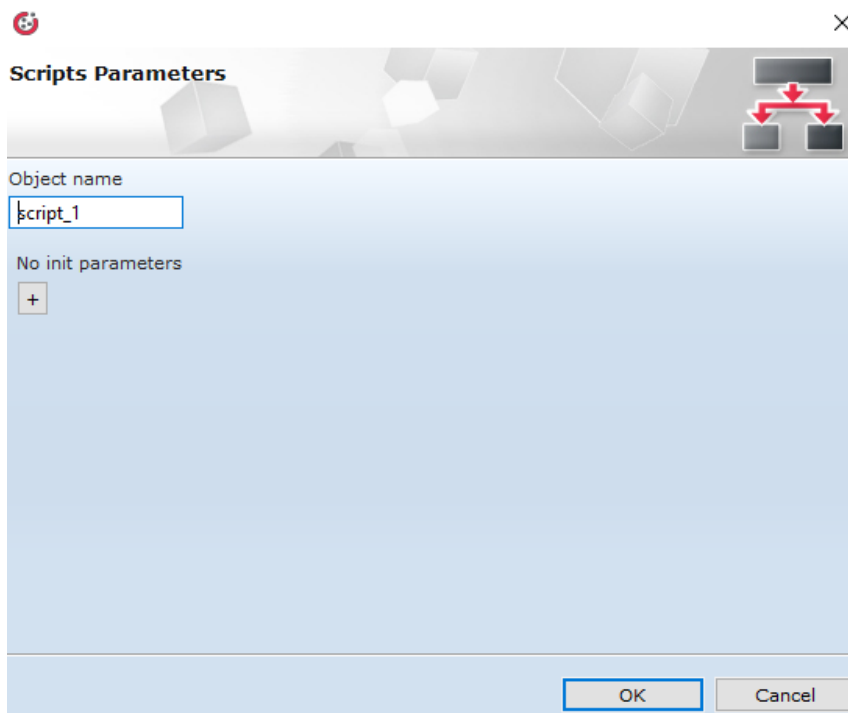 Scripts Parameters
Object name
script_1
No init parameters
+
OK Cancel